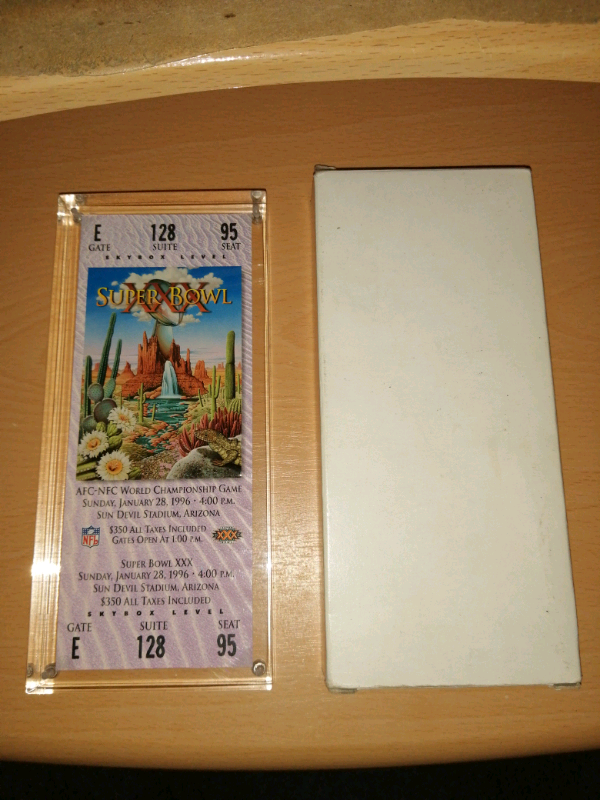 E 128 95
GATE SUITE SEAT
SKYBOX LEVEL
XXX
SUPER BOWL
AFC-NFC WORLD CHAMPIONSHIP GAME
SUNDAY, JANUARY 28, 1996 • 4:00 P.M.
SUN DEVIL STADIUM, ARIZONA
NFL $350 ALL TAXES INCLUDED XXX
GATES OPEN AT 1:00 P.M.
SUPER BOWL XXX
SUNDAY, JANUARY 28, 1996 • 4:00 P.M.
SUN DEVIL STADIUM, ARIZONA
$350 ALL TAXES INCLUDED
SKYBOX LEVEL
GATE SUITE SEAT
E 128 95